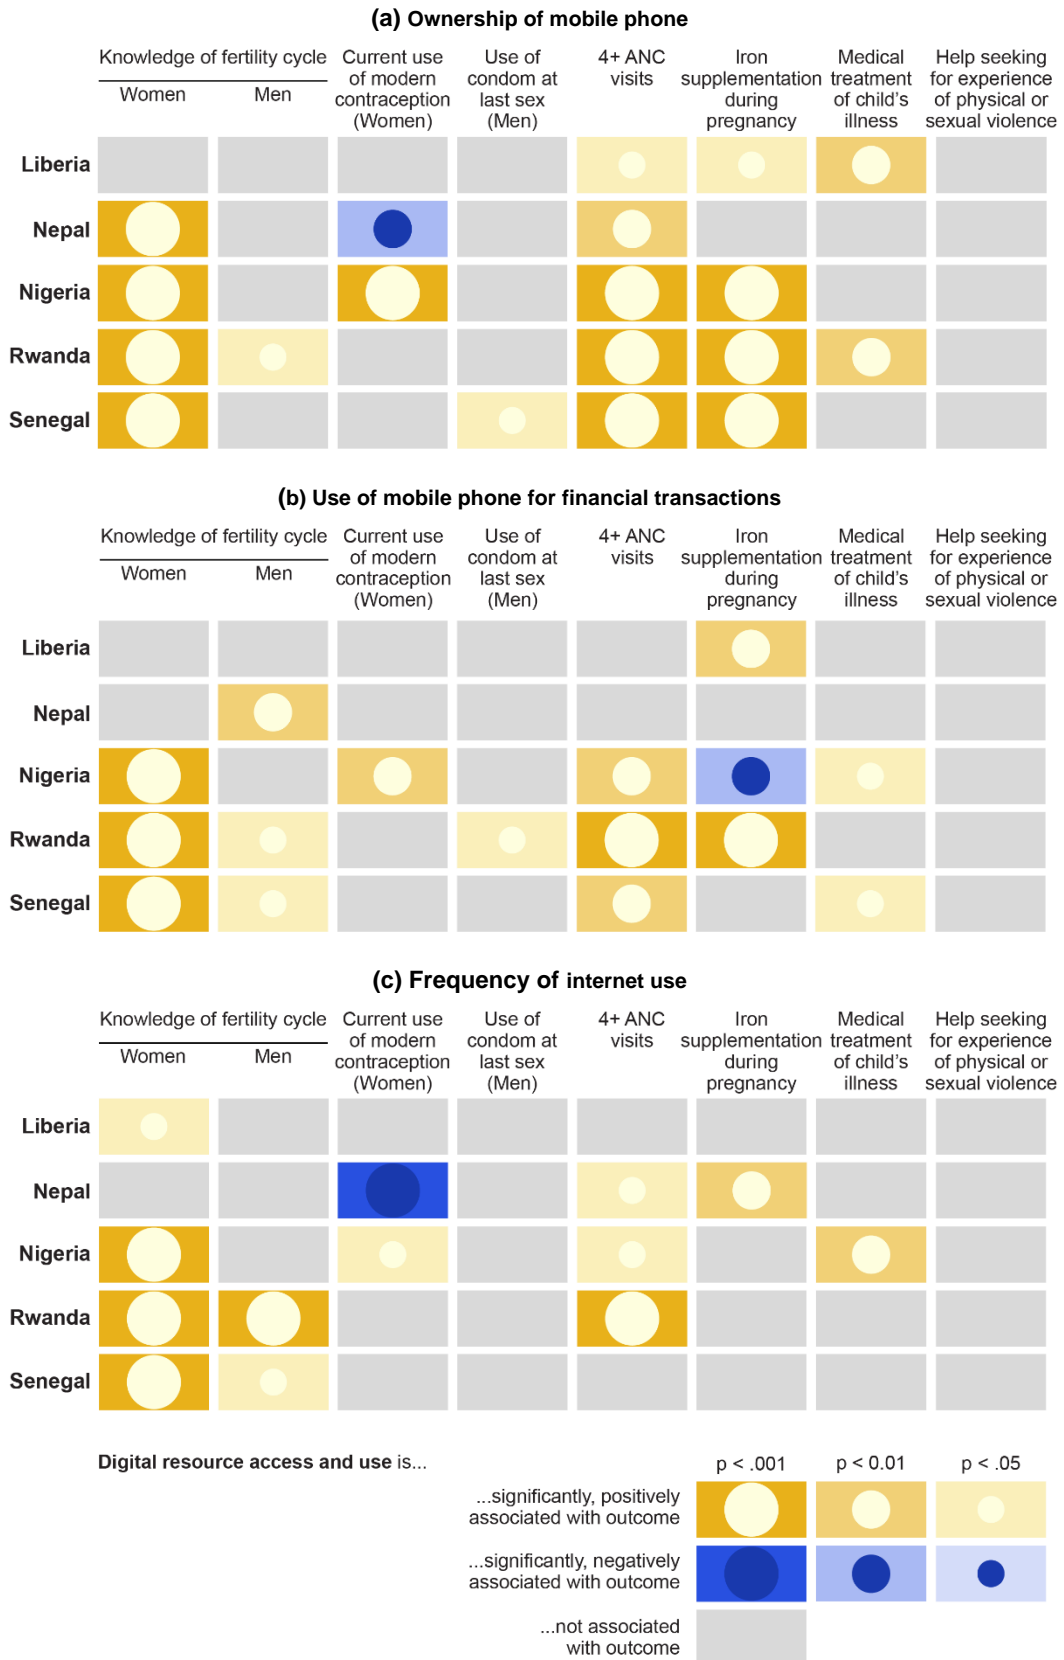 (a) Ownership of mobile phone
Knowledge of fertility cycle
Women
Men
Current use
of modern
contraception
(Women)
Use of
condom at
last sex
(Men)
4+ ANC
visits
Iron
supplementation
during
pregnancy
Medical
treatment
of child's
illness
Help seeking
for experience
of physical or
sexual violence
Liberia
Nepal
Nigeria
Rwanda
Senegal
(b) Use of mobile phone for financial transactions
Knowledge of fertility cycle
Women
Men
Current use
of modern
contraception
(Women)
Use of
condom at
last sex
(Men)
4+ ANC
visits
Iron
supplementation
during
pregnancy
Medical
treatment
of child's
illness
Help seeking
for experience
of physical or
sexual violence
Liberia
Nepal
Nigeria
Rwanda
Senegal
(c) Frequency of internet use
Knowledge of fertility cycle
Women
Men
Current use
of modern
contraception
(Women)
Use of
condom at
last sex
(Men)
4+ ANC
visits
Iron
supplementation
during
pregnancy
Medical
treatment
of child's
illness
Help seeking
for experience
of physical or
sexual violence
Liberia
Nepal
Nigeria
Rwanda
Senegal
Digital resource access and use is...
p < .001
p < 0.01
p < .05
...significantly, positively
associated with outcome
...significantly, negatively
associated with outcome
...not associated
with outcome